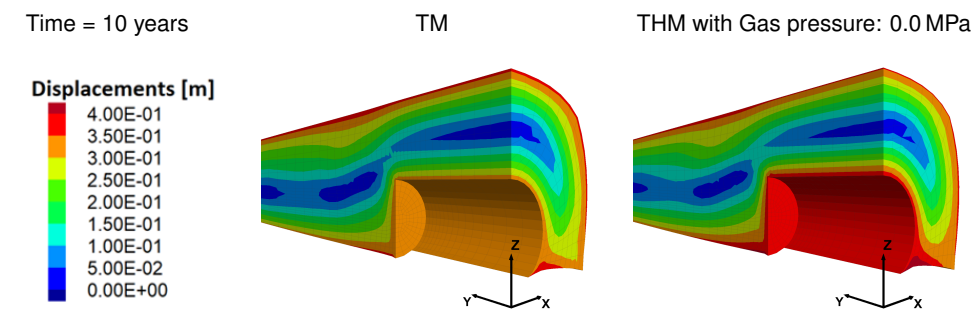 Time = 10 years
TM
THM with Gas pressure: 0.0 MPa
Displacements [m]
4.00E-01
3.50E-01
3.00E-01
2.50E-01
2.00E-01
1.50E-01
1.00E-01
5.00E-02
0.00E+00
Z
Y
X
Z
Y
X